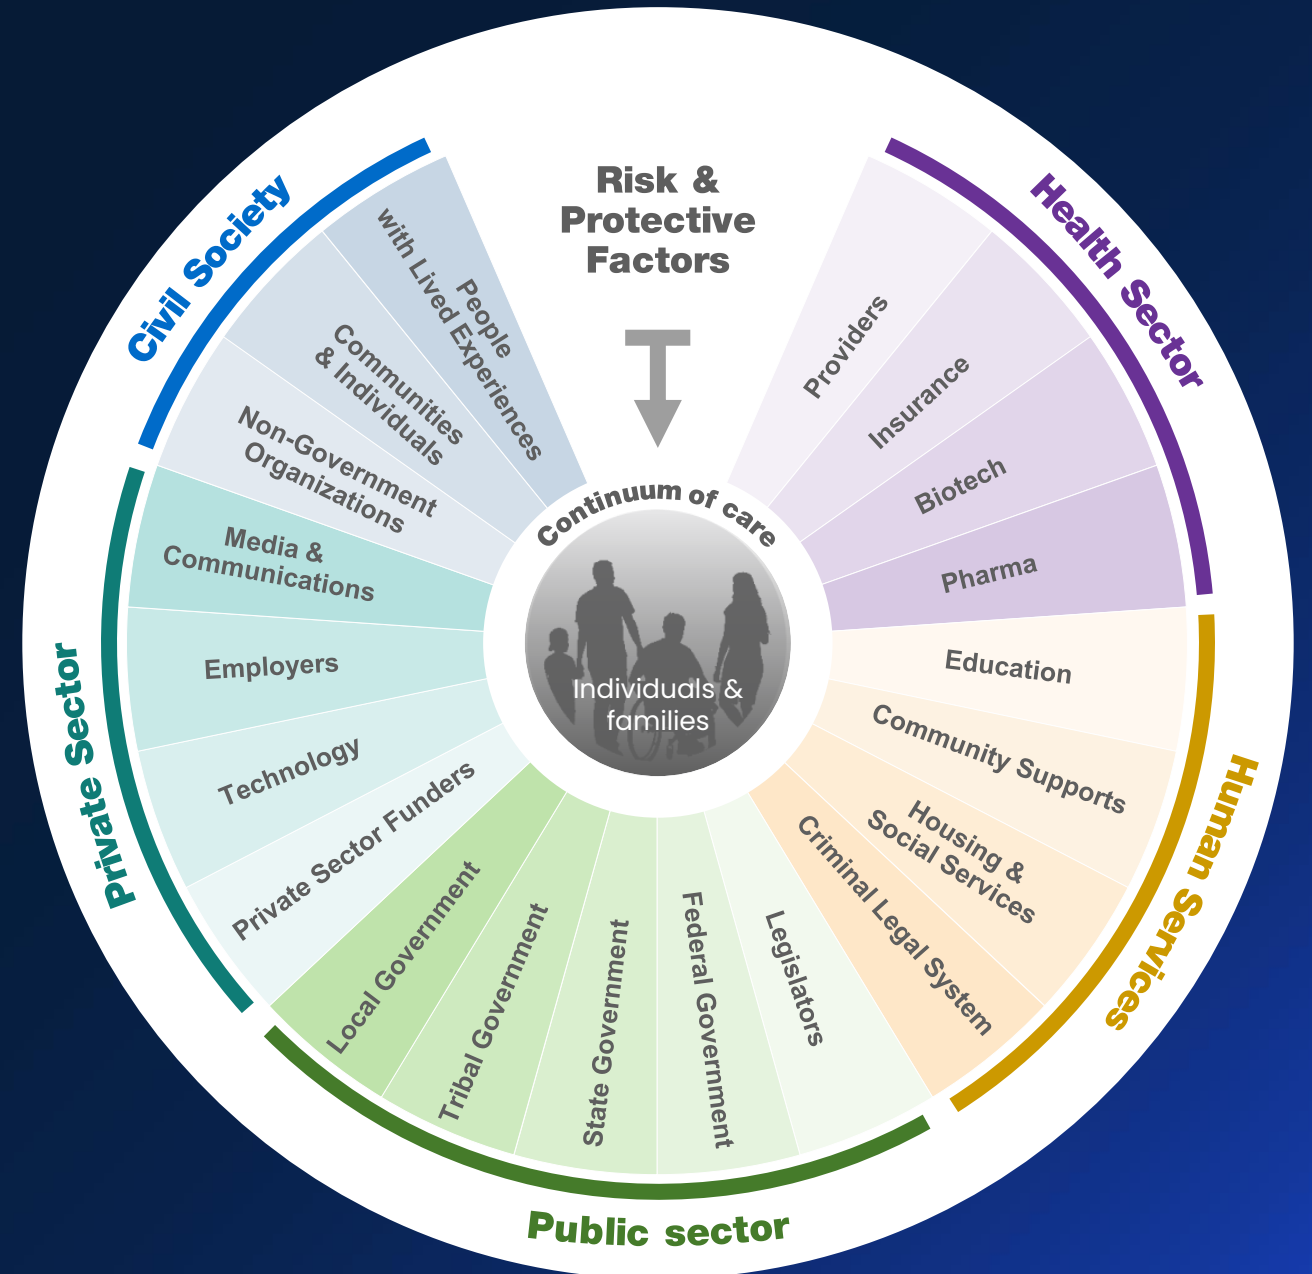 Risk &
Protective
Factors
Continuum of care
Individuals &
families
Health Sector
Providers
Insurance
Biotech
Pharma
Human Services
Education
Community Supports
Housing &
Social Services
Criminal Legal System
Public sector
Legislators
Federal Government
State Government
Tribal Government
Local Government
Private Sector
Private Sector Funders
Technology
Employers
Media &
Communications
Civil Society
Non-Government
Organizations
Communities
& Individuals
People
with Lived Experiences